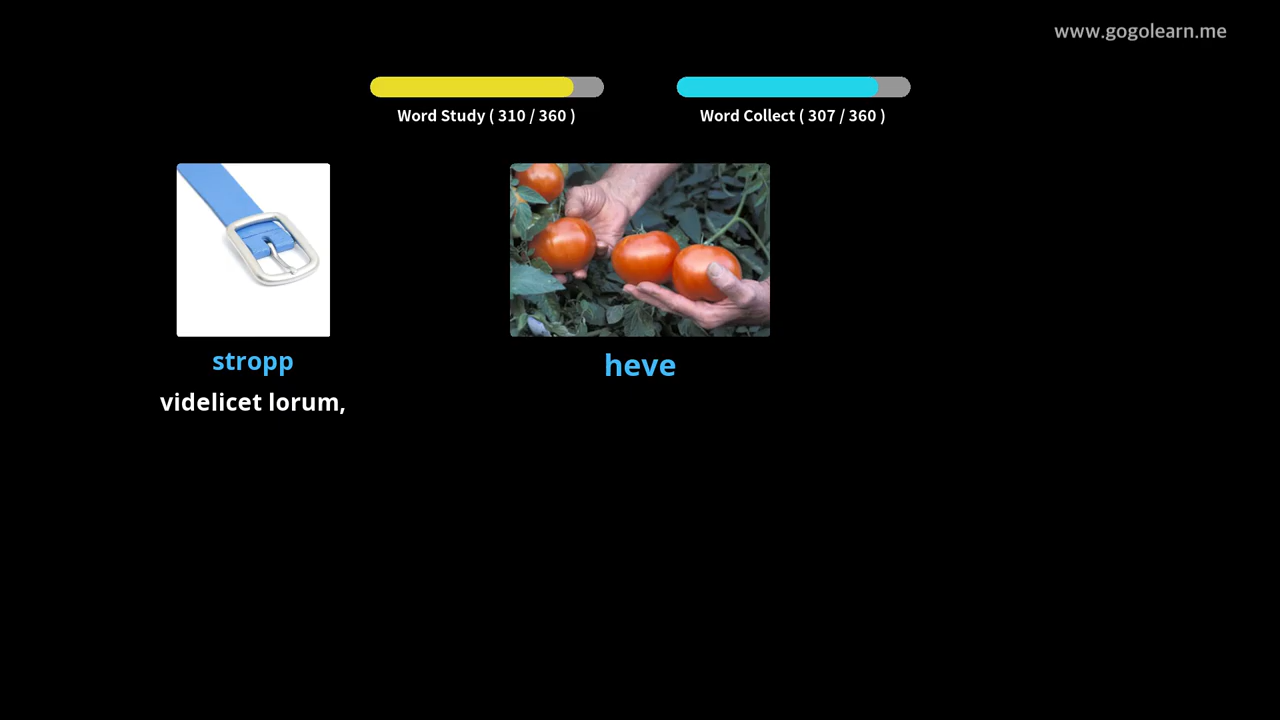 www.gogolearn.me
Word Study ( 310 / 360 )
Word Collect ( 307 / 360 )
stropp
videlicet lorum,
heve